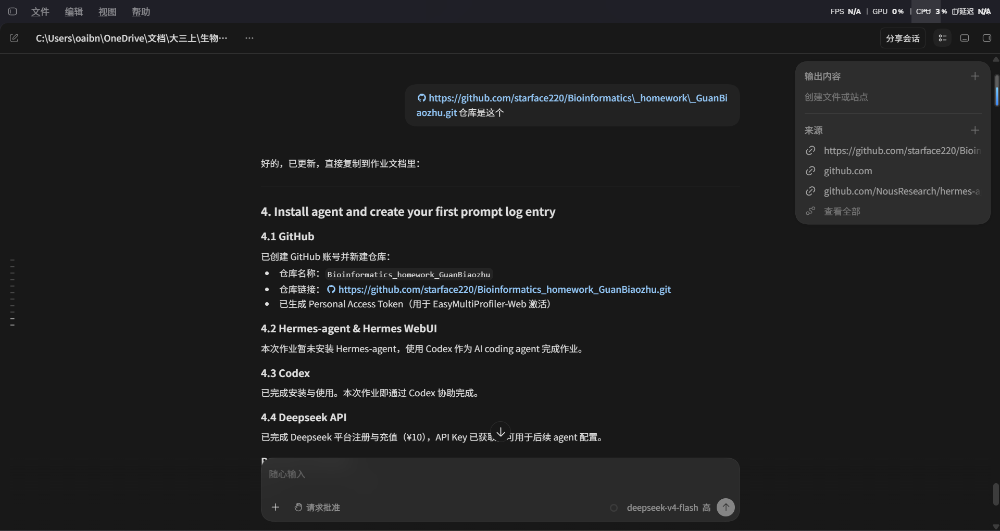 文件 编辑 视图 帮助
FPS N/A | GPU 0% | CPU 3% 延迟 N/A
C:\Users\oaibn\OneDrive\文档\大三上\生物… …
分享会话
https://github.com/starface220/Bioinformatics\_homework\_GuanBi
aozhu.git 仓库是这个
好的，已更新，直接复制到作业文档里：
4. Install agent and create your first prompt log entry
4.1 GitHub
已创建 GitHub 账号并新建仓库：
• 仓库名称： Bioinformatics_homework_GuanBiaozhu
• 仓库链接： https://github.com/starface220/Bioinformatics_homework_GuanBiaozhu.git
• 已生成 Personal Access Token（用于 EasyMultiProfiler-Web 激活）
4.2 Hermes-agent & Hermes WebUI
本次作业暂未安装 Hermes-agent，使用 Codex 作为 AI coding agent 完成作业。
4.3 Codex
已完成安装与使用。本次作业即通过 Codex 协助完成。
4.4 Deepseek API
已完成 Deepseek 平台注册与充值（¥10），API Key 已获取 可用于后续 agent 配置。
随心输入
请求批准
deepseek-v4-flash 高
输出内容
创建文件或站点
来源
https://github.com/starface220/Bioin
github.com
github.com/NousResearch/hermes-a
查看全部